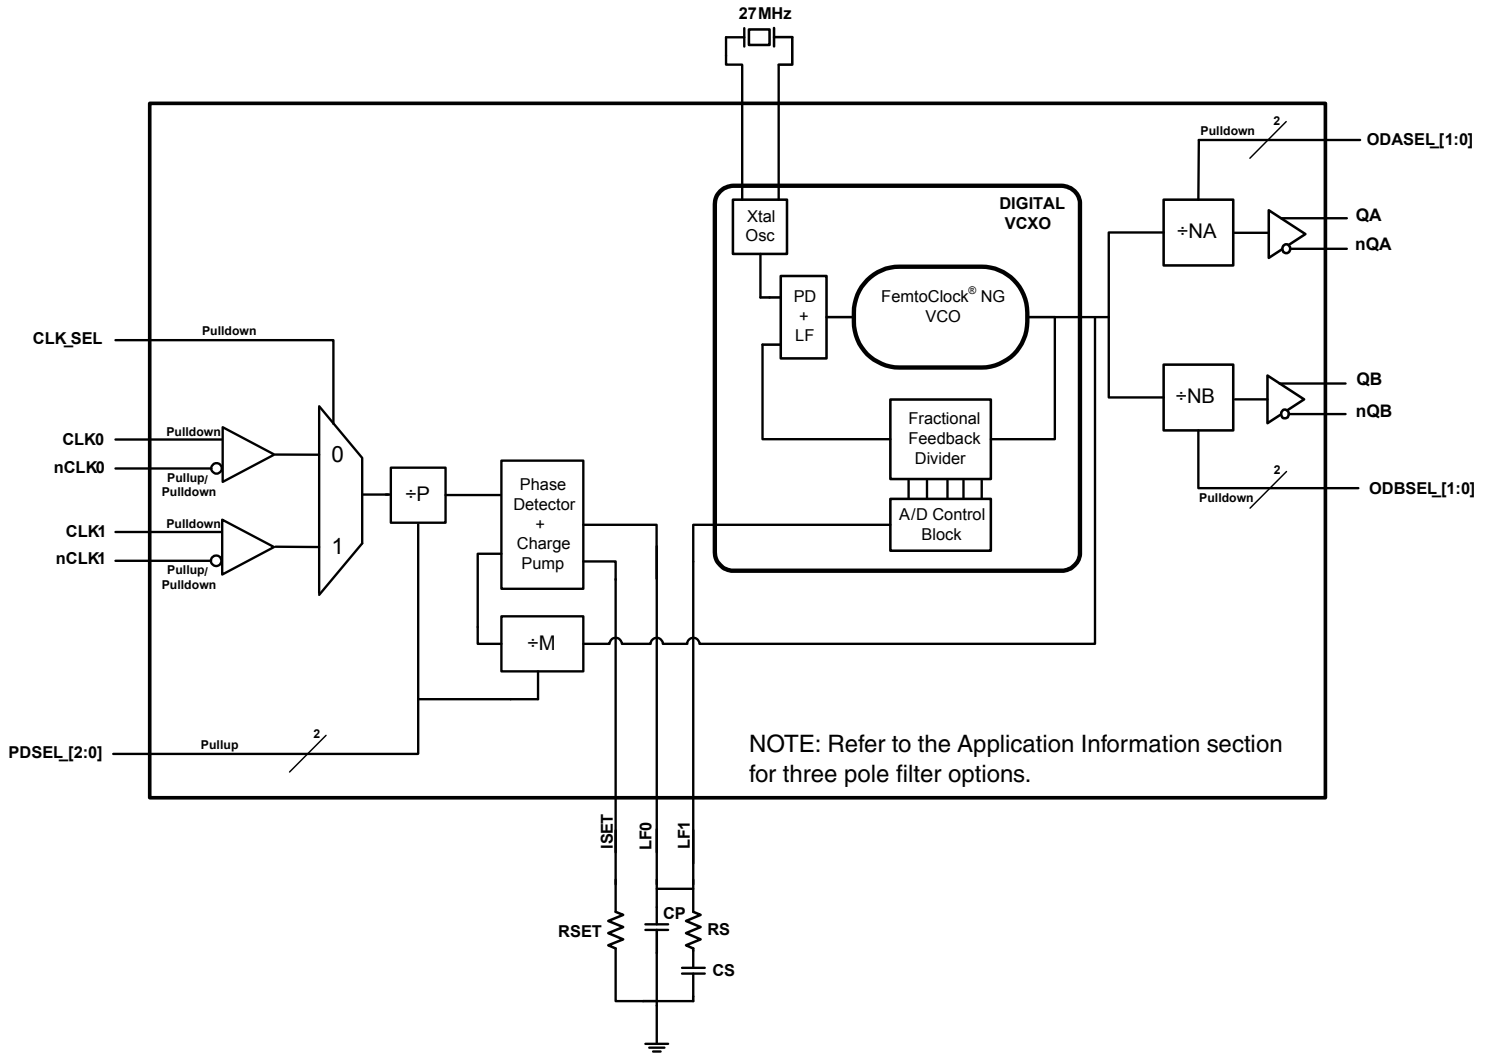 27MHz
Pulldown
2
ODASEL_[1:0]
DIGITAL
VCXO
Xtal
Osc
÷NA
QA
nQA
PD
+
LF
FemtoClock® NG
VCO
CLK_SEL
Pulldown
÷NB
QB
nQB
Fractional
Feedback
Divider
CLK0
Pulldown
nCLK0
Pullup/
Pulldown
0
÷P
Phase
Detector
+
Charge
Pump
A/D Control
Block
2
Pulldown
ODBSEL_[1:0]
CLK1
Pulldown
nCLK1
Pullup/
Pulldown
1
÷M
PDSEL_[2:0]
Pullup
2
NOTE: Refer to the Application Information section
for three pole filter options.
ISET
LF0
LF1
RSET
CP
RS
CS